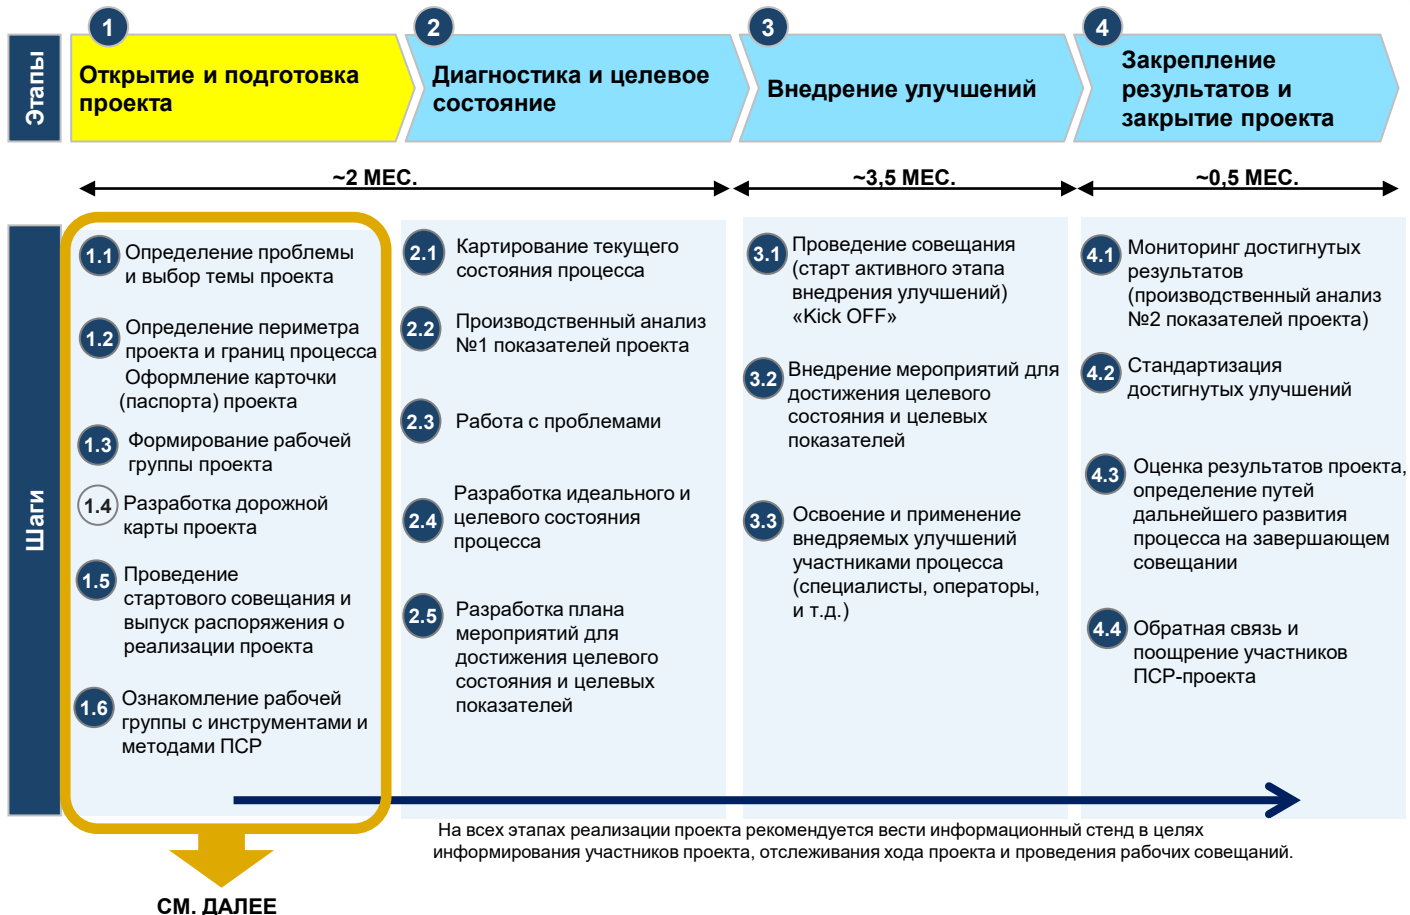 Этапы
1
Открытие и подготовка
проекта
2
Диагностика и целевое
состояние
3
Внедрение улучшений
4
Закрепление
результатов и
закрытие проекта
~2 МЕС.
~3,5 МЕС.
~0,5 МЕС.
Шаги
1.1
Определение проблемы
и выбор темы проекта
1.2
Определение периметра
проекта и границ процесса
Оформление карточки
(паспорта) проекта
1.3
Формирование рабочей
группы проекта
1.4
Разработка дорожной
карты проекта
1.5
Проведение
стартового совещания и
выпуск распоряжения о
реализации проекта
1.6
Ознакомление рабочей
группы с инструментами и
методами ПСР
2.1
Картирование текущего
состояния процесса
2.2
Производственный анализ
№1 показателей проекта
2.3
Работа с проблемами
2.4
Разработка идеального и
целевого состояния
процесса
2.5
Разработка плана
мероприятий для
достижения целевого
состояния и целевых
показателей
3.1
Проведение совещания
(старт активного этапа
внедрения улучшений)
«Kick OFF»
3.2
Внедрение мероприятий для
достижения целевого
состояния и целевых
показателей
3.3
Освоение и применение
внедряемых улучшений
участниками процесса
(специалисты, операторы,
и т.д.)
4.1
Мониторинг достигнутых
результатов
(производственный анализ
№2 показателей проекта)
4.2
Стандартизация
достигнутых улучшений
4.3
Оценка результатов проекта,
определение путей
дальнейшего развития
процесса на завершающем
совещании
4.4
Обратная связь и
поощрение участников
ПСР-проекта
На всех этапах реализации проекта рекомендуется вести информационный стенд в целях
информирования участников проекта, отслеживания хода проекта и проведения рабочих совещаний.
СМ. ДАЛЕЕ